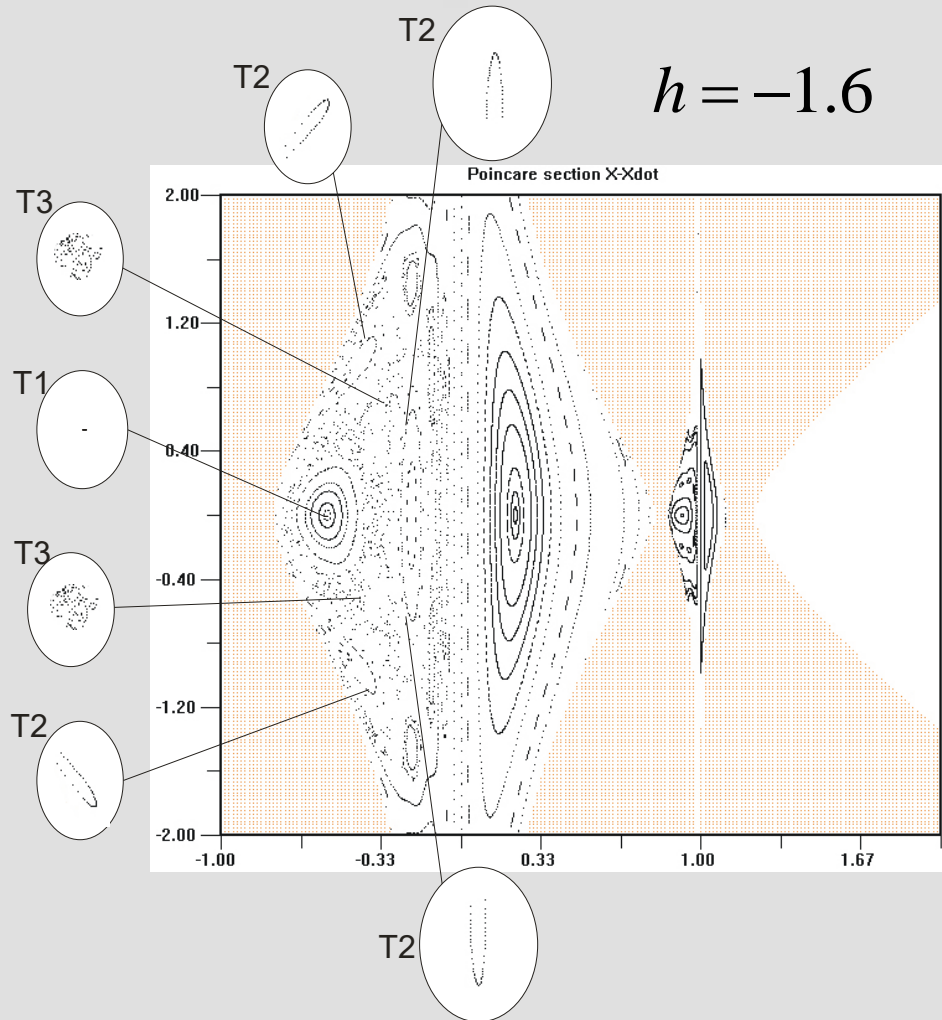 T2
T2
h = −1.6
Poincare section X-Xdot
T3
2.00
1.20
T1
0.40
T3
-0.40
T2
-1.20
-2.00
-1.00
-0.33
0.33
1.00
1.67
T2